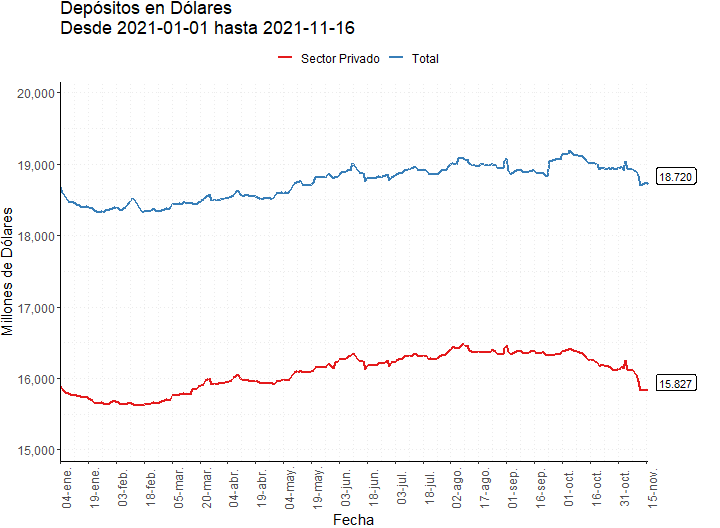 Depósitos en Dólares
Desde 2021-01-01 hasta 2021-11-16
Sector Privado Total
Millones de Dólares
20,000
19,000
18,000
17,000
16,000
15,000
18.720
15.827
04-ene.
19-ene.
03-feb.
18-feb.
05-mar.
20-mar.
04-abr.
19-abr.
04-may.
19-may.
03-jun.
18-jun.
03-jul.
18-jul.
02-ago.
17-ago.
01-sep.
16-sep.
01-oct.
16-oct.
31-oct.
15-nov.
Fecha